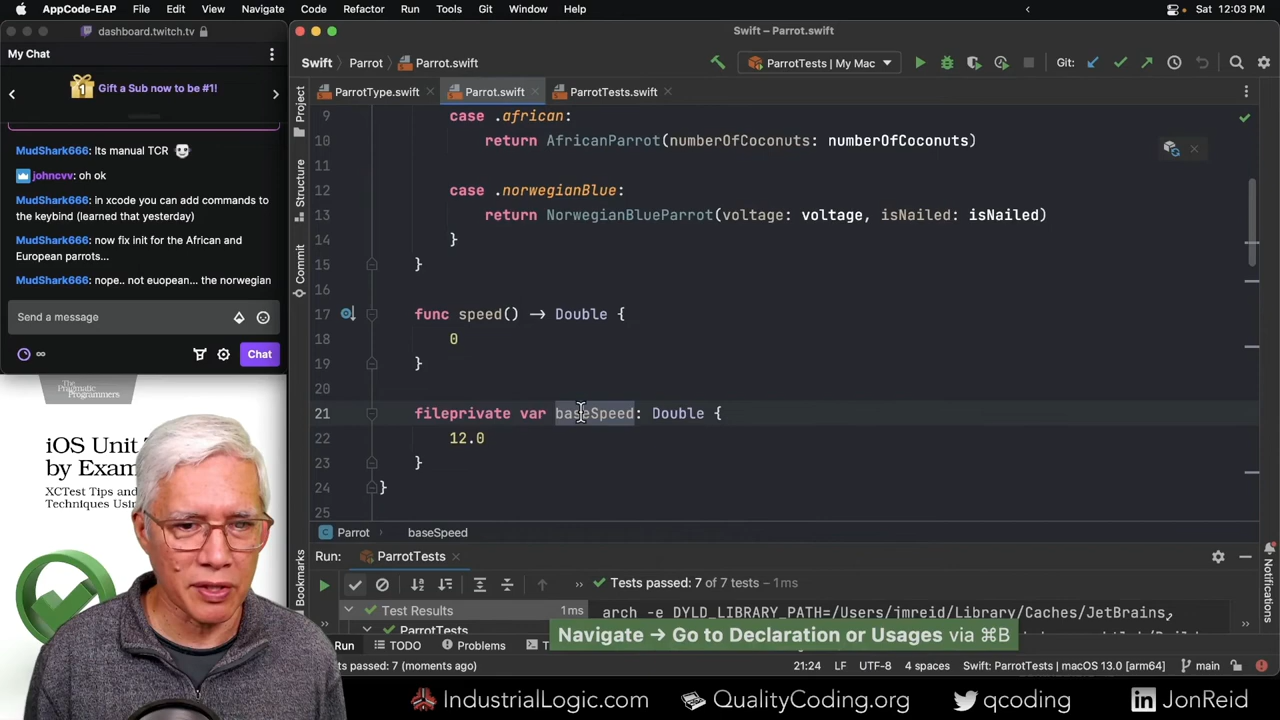 AppCode-EAP File Edit View Navigate Code Refactor Run Tools Git Window Help Sat 12:03 PM
dashboard.twitch.tv
My Chat
1 Gift a Sub now to be #1!
MudShark666: Its manual TCR
johncvv: oh ok
MudShark666: in xcode you can add commands to
the keybind (learned that yesterday)
MudShark666: now fix init for the African and
European parrots...
MudShark666: nope.. not euopean... the norwegian
Send a message
∞ Chat
The
Pragmatic
Programmers
iOS Unit
by Exam
XCTest Tips and
Techniques Usin
Swift – Parrot.swift
Swift Parrot Parrot.swift ParrotTests | My Mac Git:
ParrotType.swift Parrot.swift ParrotTests.swift
Project
Structure
Commit
Bookmarks
Notifications
9 case .african:
10 return AfricanParrot(numberOfCoconuts: numberOfCoconuts)
11
12 case .norwegianBlue:
13 return NorwegianBlueParrot(voltage: voltage, isNailed: isNailed)
14 }
15 }
16
17 func speed() -> Double {
18 0
19 }
20
21 fileprivate var baseSpeed: Double {
22 12.0
23 }
24 }
25
Parrot baseSpeed
Run: ParrotTests
Tests passed: 7 of 7 tests – 1ms
Test Results 1ms
arch -e DYLD_LIBRARY_PATH=/Users/jmreid/Library/Caches/JetBrains,
ParrotTests
Navigate → Go to Declaration or Usages via ⌘B
Run TODO Problems
ts passed: 7 (moments ago) 21:24 LF UTF-8 4 spaces Swift: ParrotTests | macOS 13.0 [arm64] main
IndustrialLogic.com QualityCoding.org qcoding JonReid